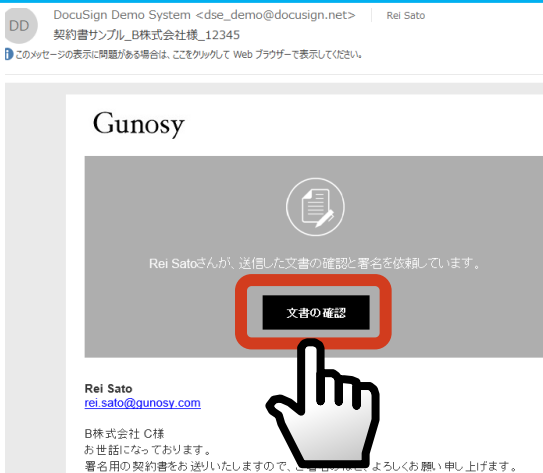 DD
DocuSign Demo System <dse_demo@docusign.net>
Rei Sato
契約書サンプル_B株式会社様_12345
このメッセージの表示に問題がある場合は、ここをクリックして Web ブラウザーで表示してください。
Gunosy
Rei Satoさんが、送信した文書の確認と署名を依頼しています。
文書の確認
Rei Sato
rei.sato@gunosy.com
B株式会社 C様
お世話になっております。
署名用の契約書をお送りいたしますので、ご署名のほど、よろしくお願い申し上げます。